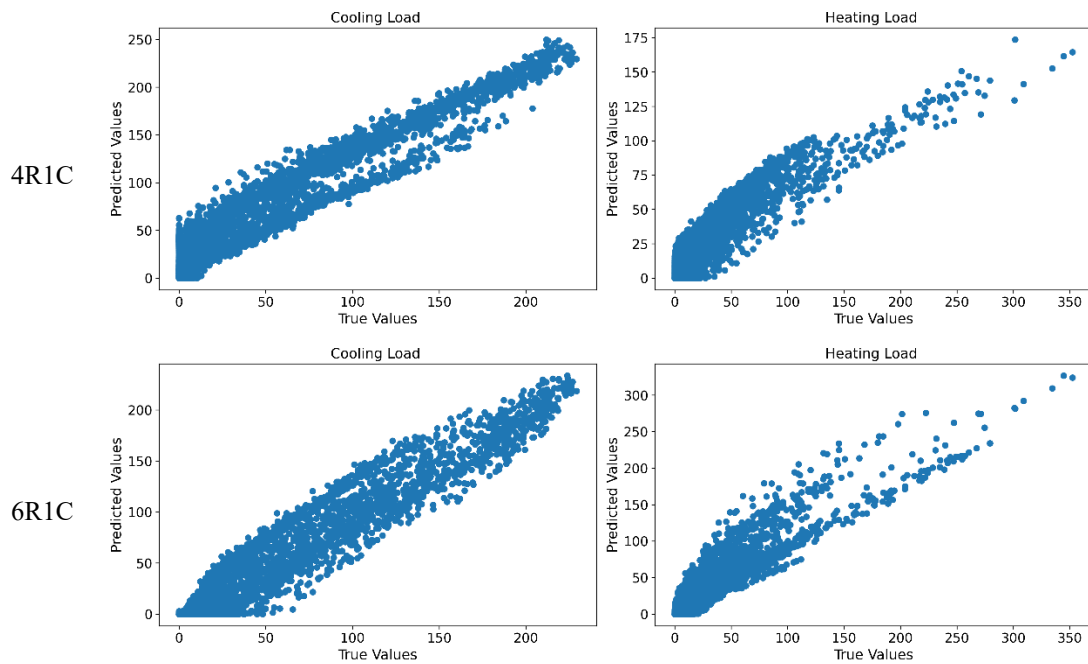 4R1C
Cooling Load
250
200
150
100
50
0
Predicted Values
0 50 100 150 200
True Values
Heating Load
175
150
125
100
75
50
25
0
Predicted Values
0 50 100 150 200 250 300 350
True Values
6R1C
Cooling Load
200
150
100
50
0
Predicted Values
0 50 100 150 200
True Values
Heating Load
300
250
200
150
100
50
0
Predicted Values
0 50 100 150 200 250 300 350
True Values